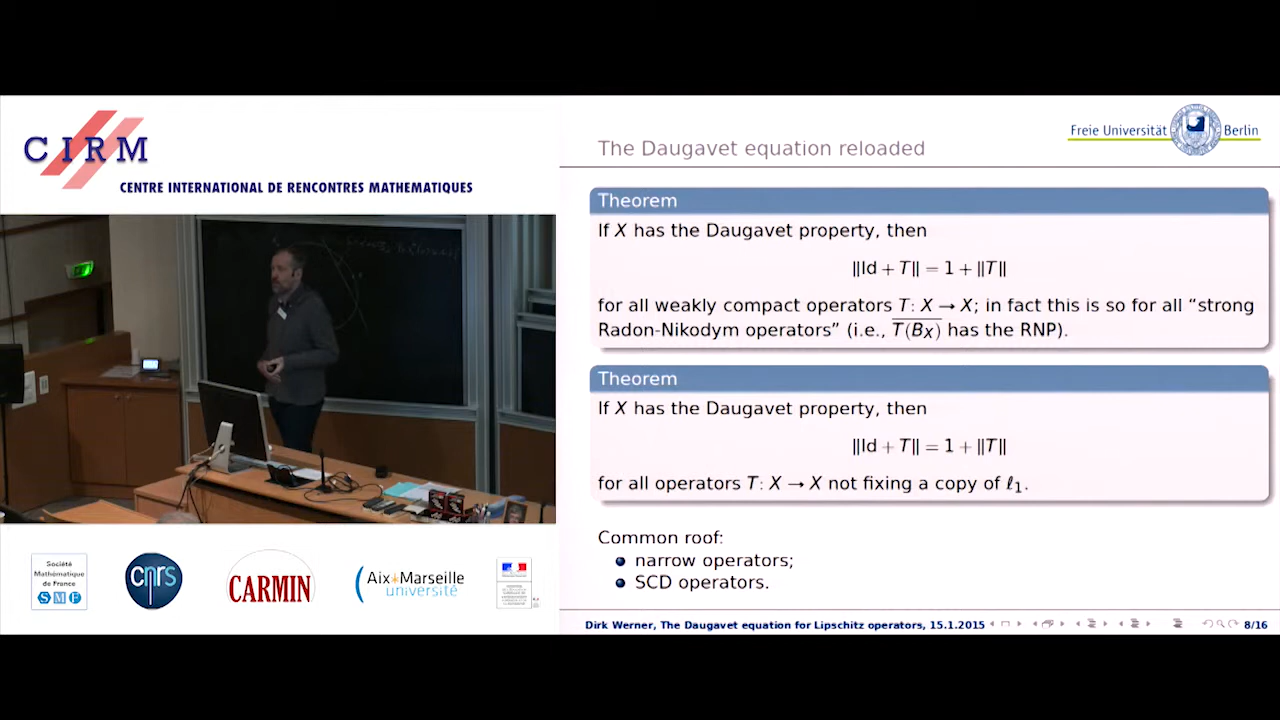 CIRM
CENTRE INTERNATIONAL DE RENCONTRES MATHEMATIQUES
Société
Mathématique
de France
SMF
cnrs
CARMIN
Aix*Marseille
université
The Daugavet equation reloaded
Freie Universität Berlin
Theorem
If X has the Daugavet property, then
‖Id + T‖ = 1 + ‖T‖
for all weakly compact operators T: X → X; in fact this is so for all “strong
Radon-Nikodym operators” (i.e., \overline{T(B_X)} has the RNP).
Theorem
If X has the Daugavet property, then
‖Id + T‖ = 1 + ‖T‖
for all operators T: X → X not fixing a copy of ℓ₁.
Common roof:
narrow operators;
SCD operators.
Dirk Werner, The Daugavet equation for Lipschitz operators, 15.1.2015
8/16